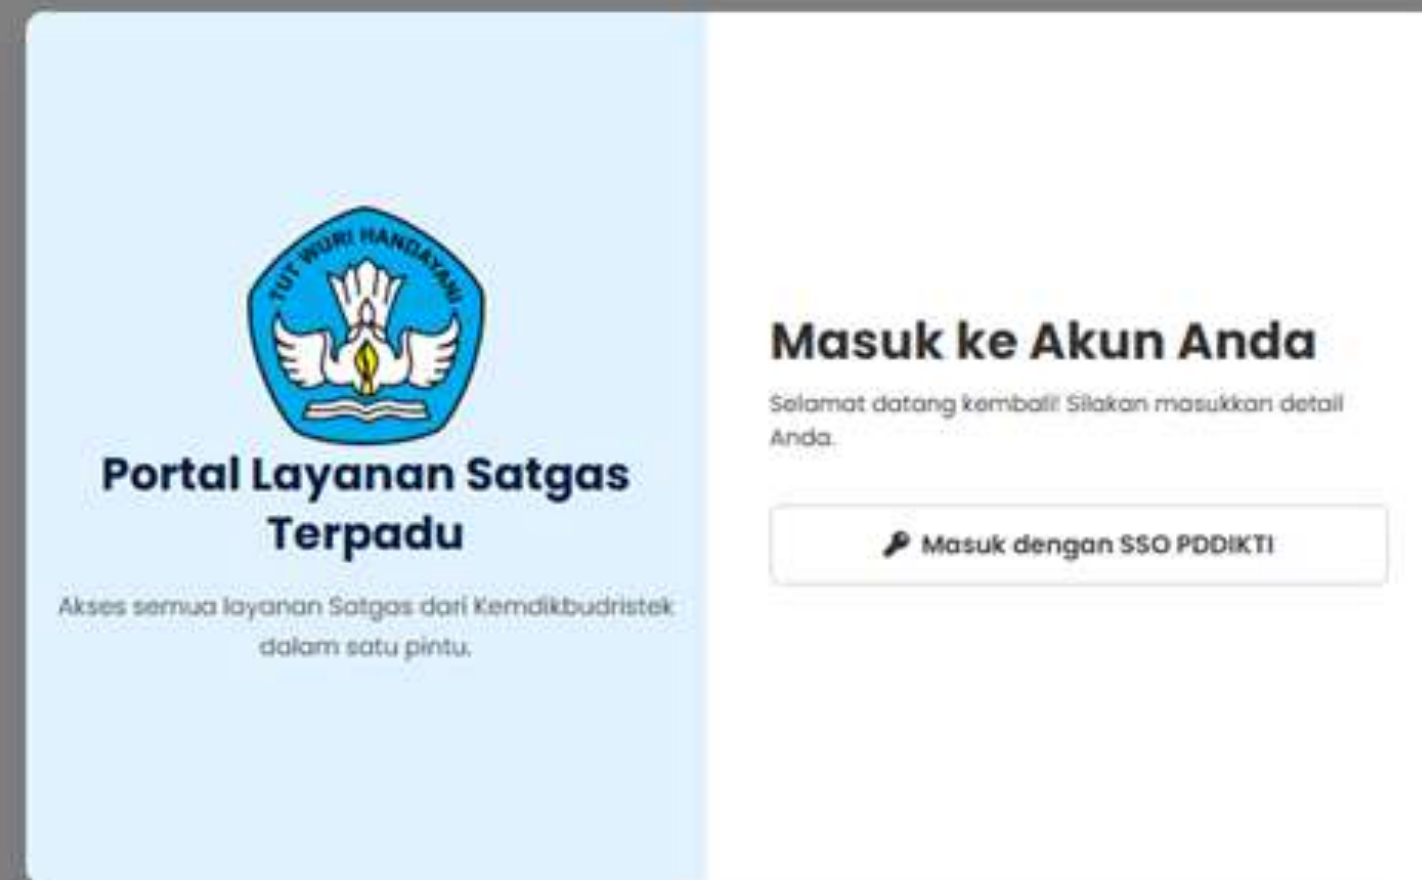 TUT WURI HANDAYANI
Portal Layanan Satgas
Terpadu
Akses semua layanan Satgas dari Kemdikbudristek
dalam satu pintu.
Masuk ke Akun Anda
Selamat datang kembali! Silakan masukkan detail
Anda.
Masuk dengan SSO PDDIKTI